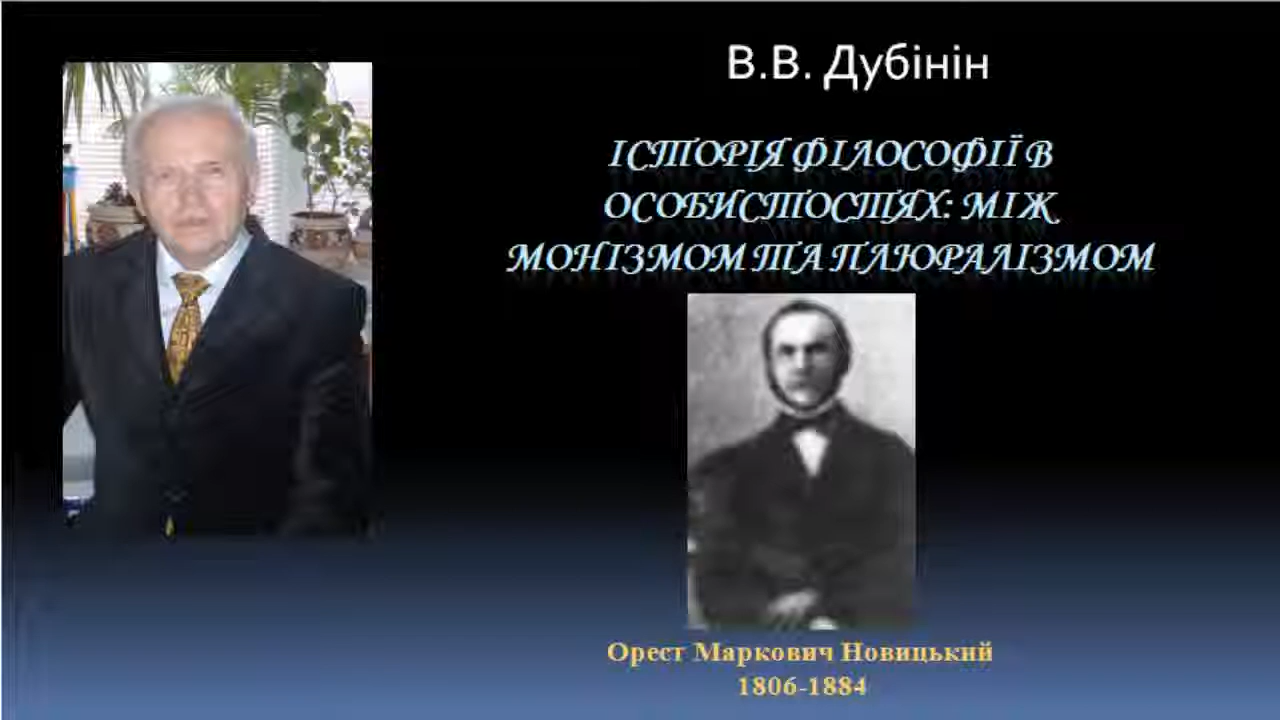 В.В. Дубінін
ІСТОРІЯ ФІЛОСОФІЇ В
ОСОБИСТОСТЯХ: МІЖ
МОНІЗМОМ ТА ПЛЮРАЛІЗМОМ
Орест Маркович Новицький
1806-1884